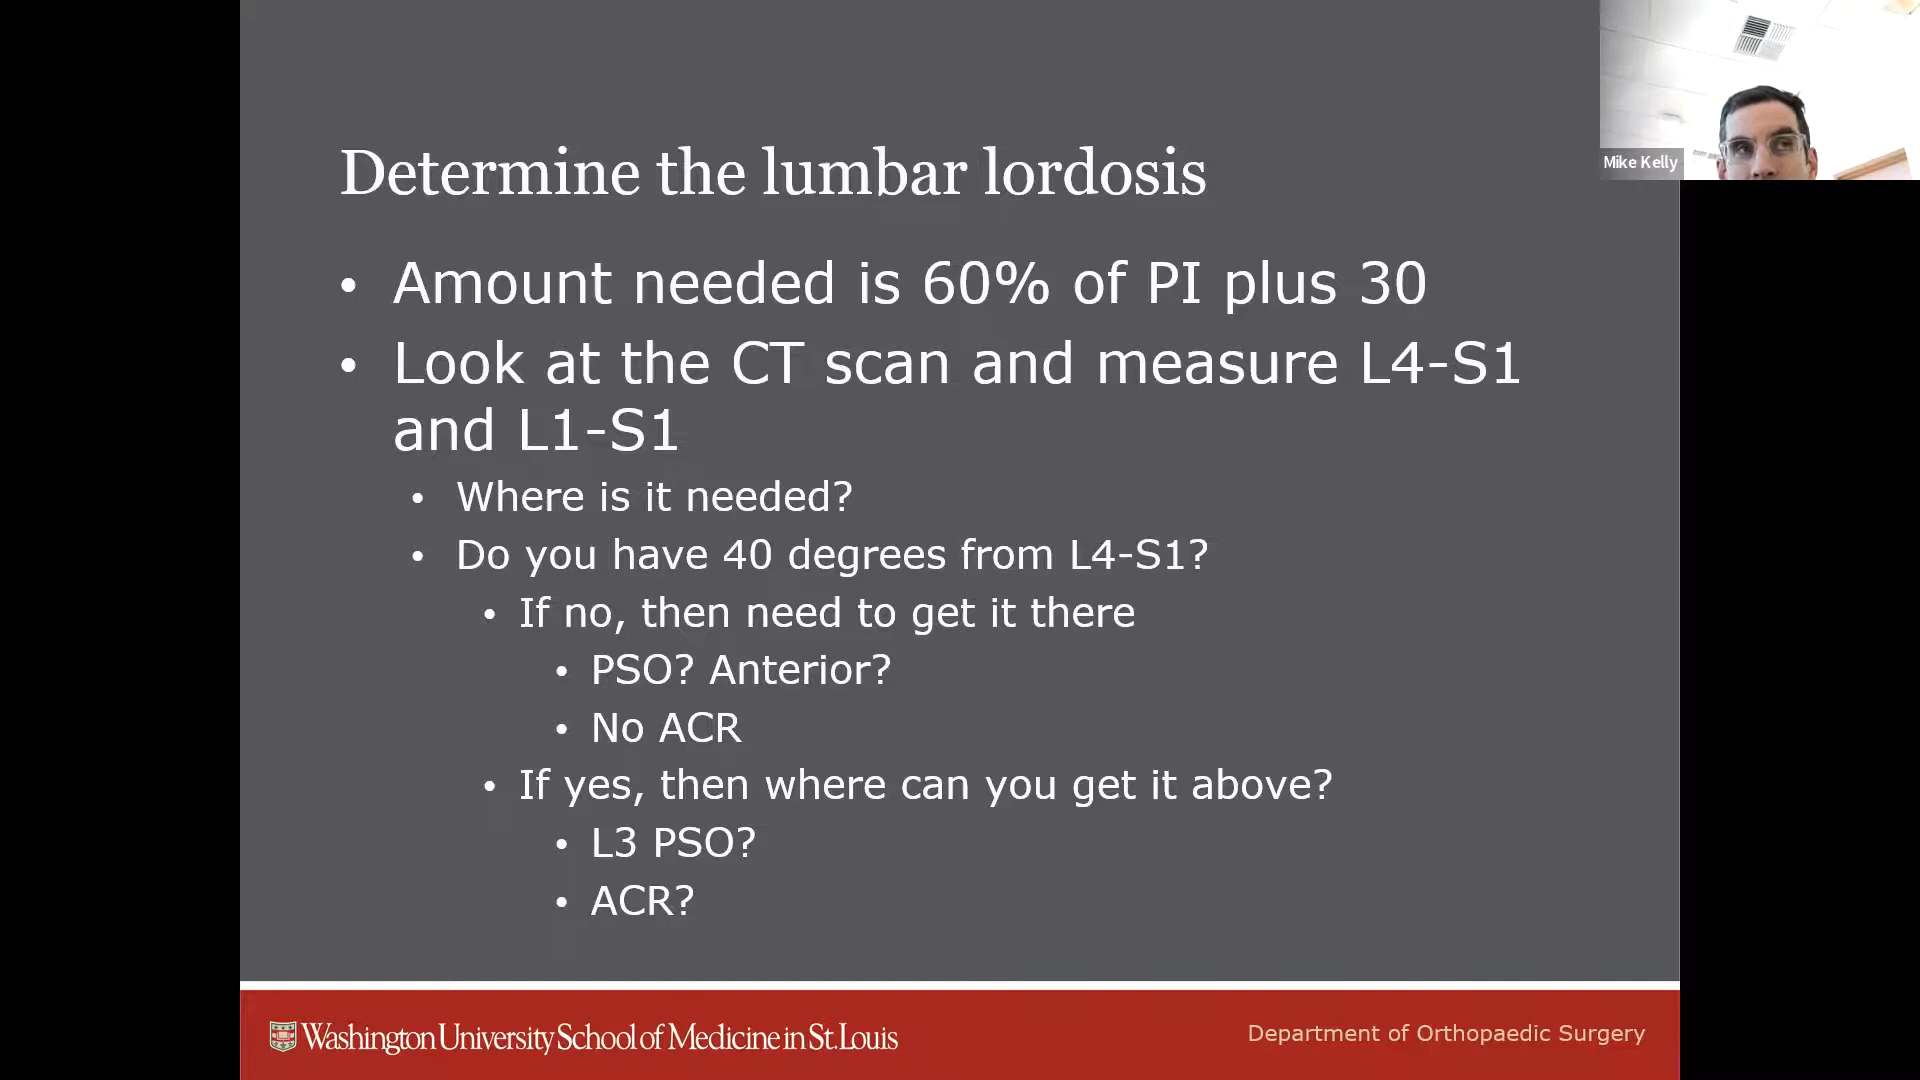 Mike Kelly
Determine the lumbar lordosis
• Amount needed is 60% of PI plus 30
• Look at the CT scan and measure L4-S1
and L1-S1
• Where is it needed?
• Do you have 40 degrees from L4-S1?
• If no, then need to get it there
• PSO? Anterior?
• No ACR
• If yes, then where can you get it above?
• L3 PSO?
• ACR?
Washington University School of Medicine in St. Louis
Department of Orthopaedic Surgery